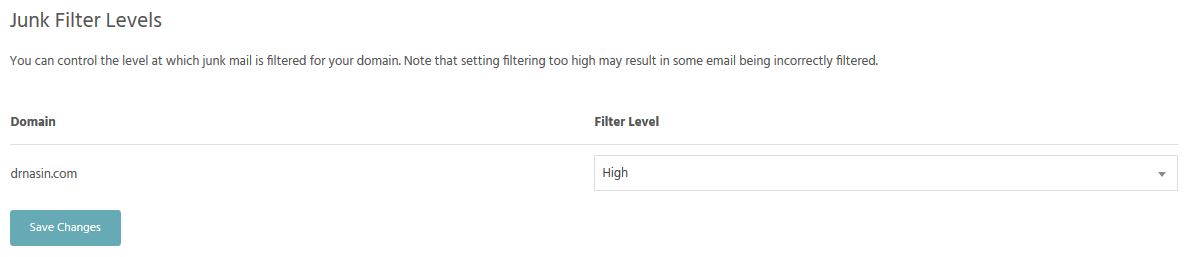 Junk Filter Levels
You can control the level at which junk mail is filtered for your domain. Note that setting filtering too high may result in some email being incorrectly filtered.
Domain Filter Level
drnasin.com High
Save Changes